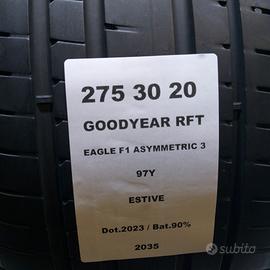 275 30 20
GOODYEAR RFT
EAGLE F1 ASYMMETRIC 3
97Y
ESTIVE
Dot.2023 / Bat.90%
2035
subito